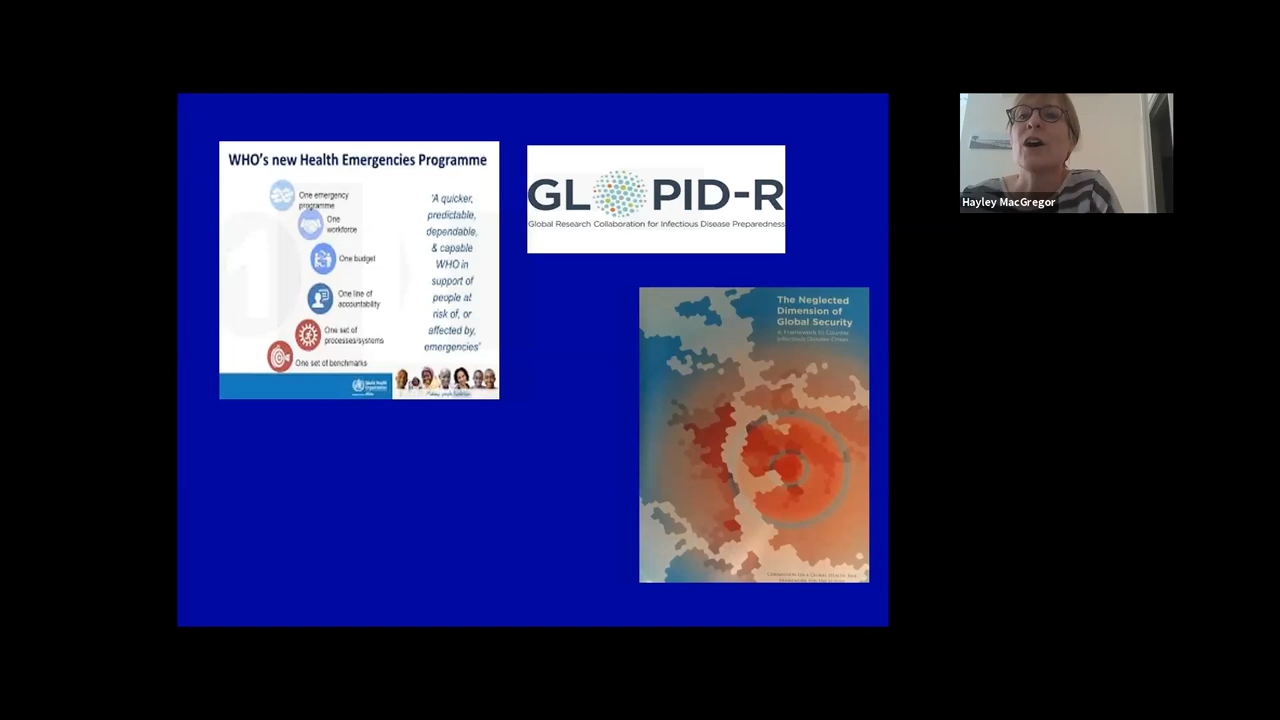 WHO's new Health Emergencies Programme
One emergency
programme
One
workforce
One budget
One line of
accountability
One set of
processes/systems
One set of benchmarks
'A quicker,
predictable,
dependable,
& capable
WHO in
support of
people at
risk of, or
affected by,
emergencies'
World Health
Organization
GLOPID-R
Global Research Collaboration for Infectious Disease Preparedness
The Neglected
Dimension of
Global Security
A Framework to Counter
Infectious Disease Crises
Hayley MacGregor